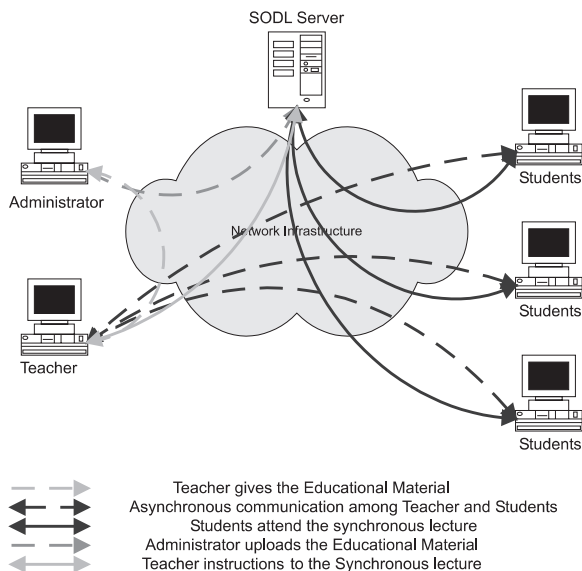 SODL Server
Administrator
Students
Network Infrastructure
Students
Teacher
Students
Teacher gives the Educational Material
Asynchronous communication among Teacher and Students
Students attend the synchronous lecture
Administrator uploads the Educational Material
Teacher instructions to the Synchronous lecture